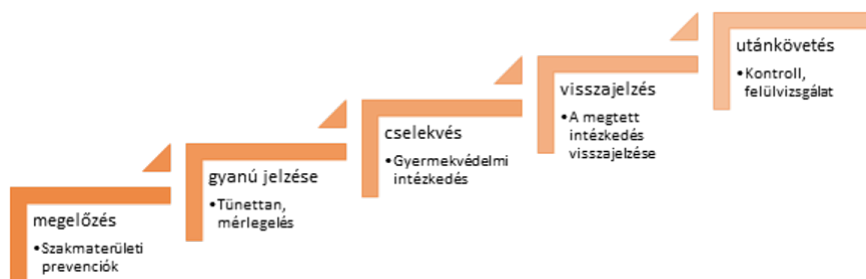 megelőzés
•Szakmaterületi
prevenciók
gyanú jelzése
•Tünettan,
mérlegelés
cselekvés
•Gyermekvédelmi
intézkedés
visszajelzés
•A megtett
intézkedés
visszajelzése
utánkövetés
•Kontroll,
felülvizsgálat